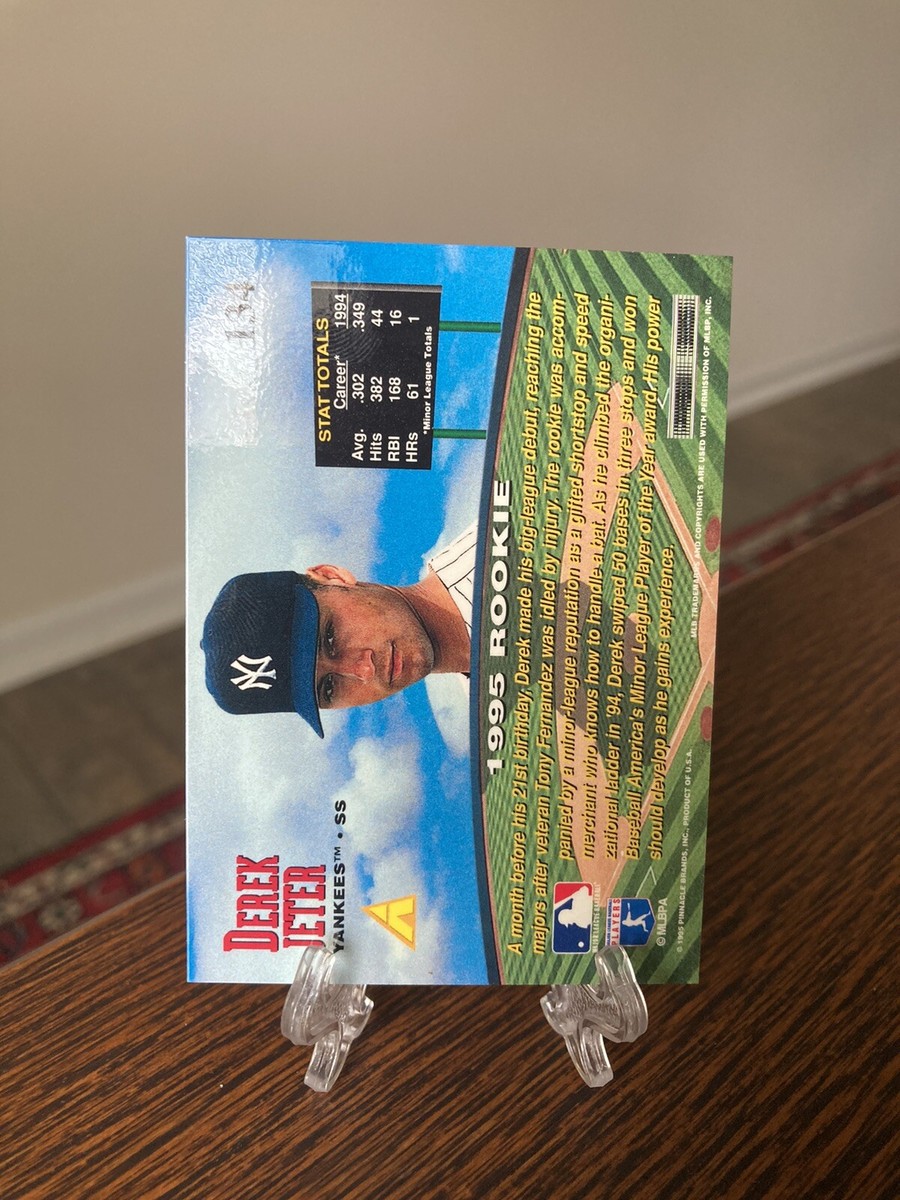 134
DEREK
JETER
YANKEES™ • SS
NY
STAT TOTALS
Career* 1994
Avg. .302 .349
Hits 382 44
RBI 168 16
HRs 61 1
*Minor League Totals
1995 ROOKIE
A month before his 21st birthday, Derek made his big-league debut, reaching the
majors after veteran Tony Fernandez was idled by injury. The rookie was accom-
panied by a minor-league reputation as a gifted shortstop and speed
merchant who knows how to handle a bat. As he climbed the organi-
zational ladder in '94, Derek swiped 50 bases in three stops and won
Baseball America's Minor League Player of the Year award. His power
should develop as he gains experience.
MAJOR LEAGUE BASEBALL
PLAYERS
© MLBPA
© 1995 PINNACLE BRANDS, INC., PRODUCT OF U.S.A.
MLB TRADEMARKS AND COPYRIGHTS ARE USED WITH PERMISSION OF MLBP, INC.